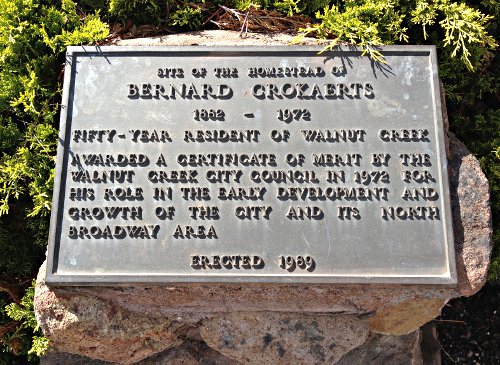 SITE OF THE HOMESTEAD OF
BERNARD CROKAERTS
1882 - 1972
FIFTY-YEAR RESIDENT OF WALNUT CREEK
AWARDED A CERTIFICATE OF MERIT BY THE
WALNUT CREEK CITY COUNCIL IN 1972 FOR
HIS ROLE IN THE EARLY DEVELOPMENT AND
GROWTH OF THE CITY AND ITS NORTH
BROADWAY AREA
ERECTED 1989